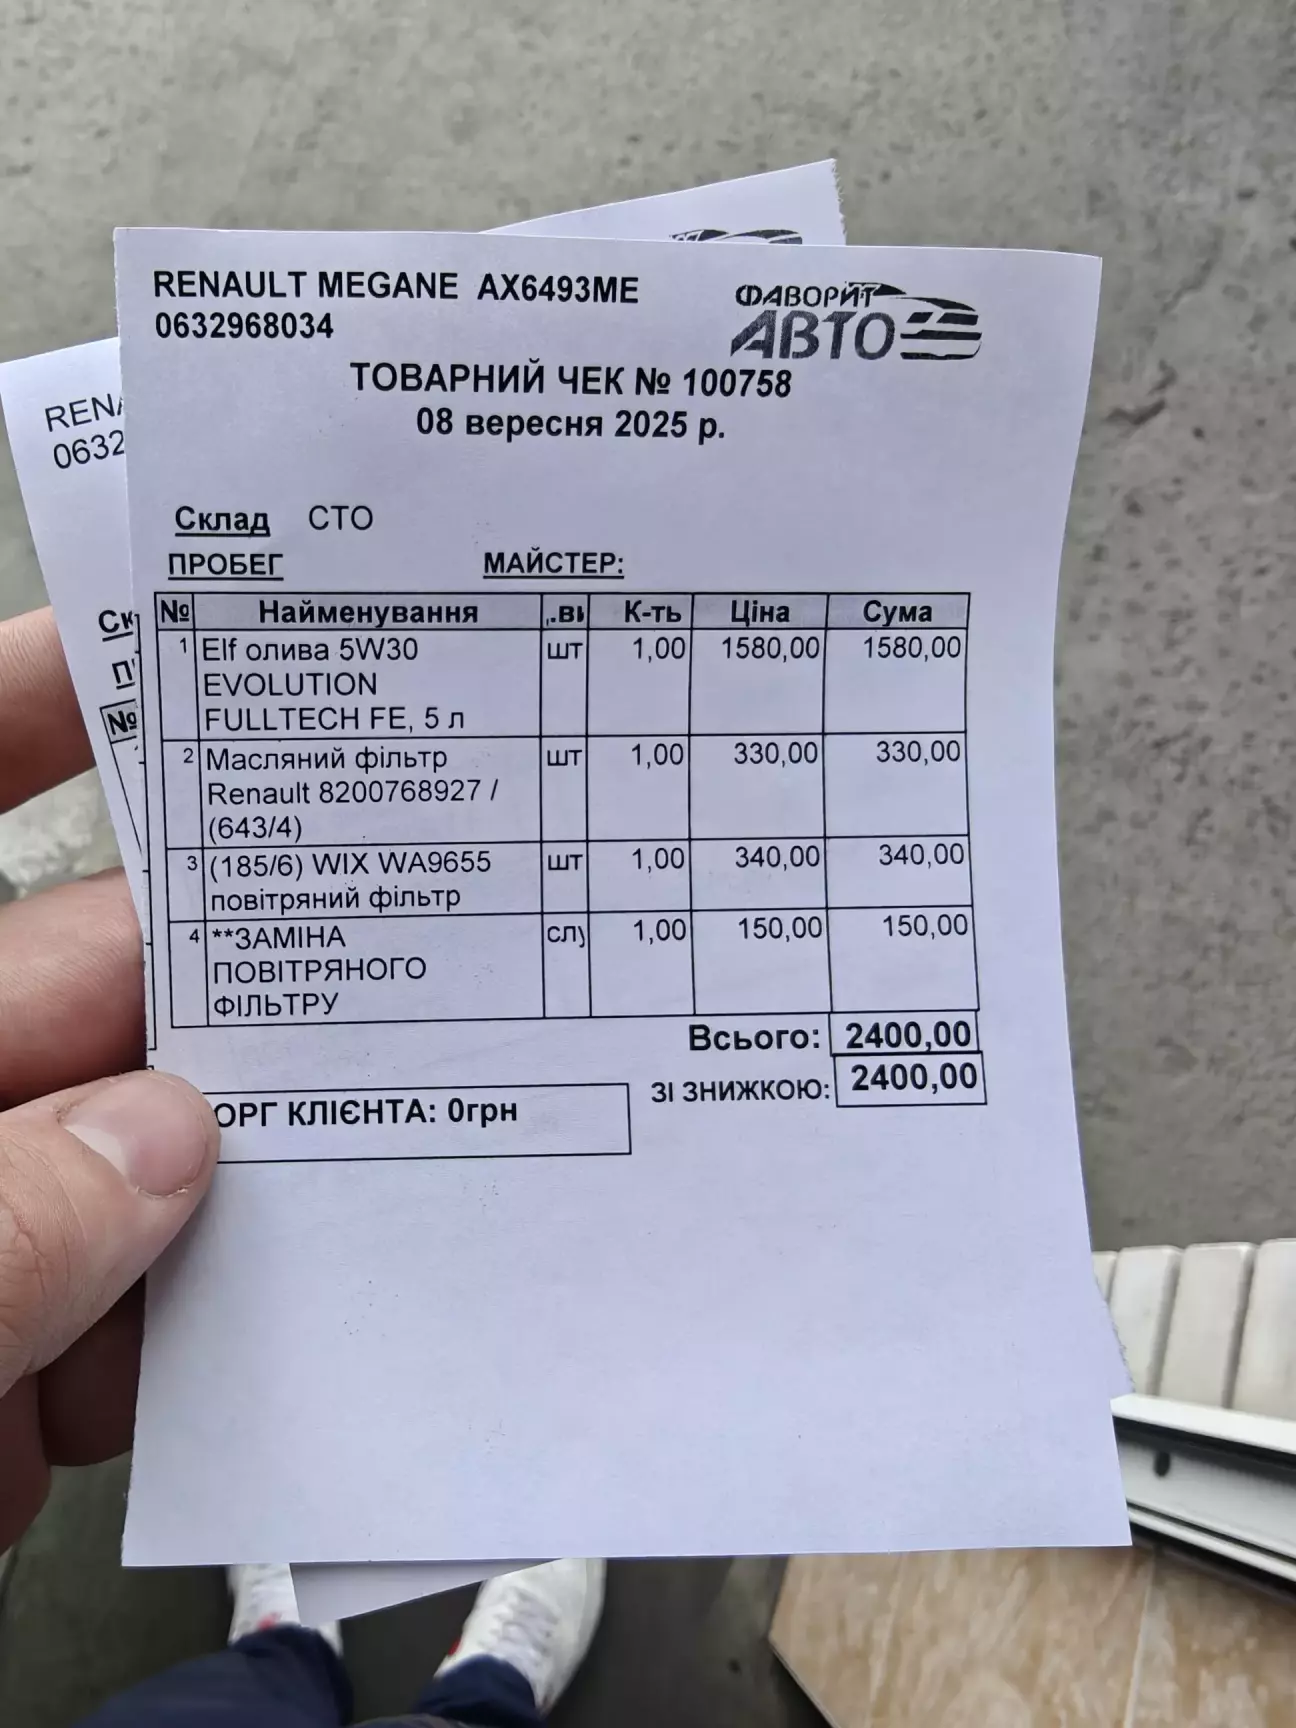 RENAULT MEGANE AX6493ME
0632968034
ФАВОРИТ
АВТО
ТОВАРНИЙ ЧЕК № 100758
08 вересня 2025 р.
Склад СТО
ПРОБЕГ МАЙСТЕР:
№ Найменування К-ть Ціна Сума
1 Elf олива 5W30 шт 1,00 1580,00 1580,00
EVOLUTION
FULLTECH FE, 5 л
2 Масляний фільтр шт 1,00 330,00 330,00
Renault 8200768927 /
(643/4)
3 (185/6) WIX WA9655 шт 1,00 340,00 340,00
повітряний фільтр
4 **ЗАМІНА 1,00 150,00 150,00
ПОВІТРЯНОГО
ФІЛЬТРУ
Всього: 2400,00
ЗІ ЗНИЖКОЮ: 2400,00
ОРГ КЛІЄНТА: 0грн
№